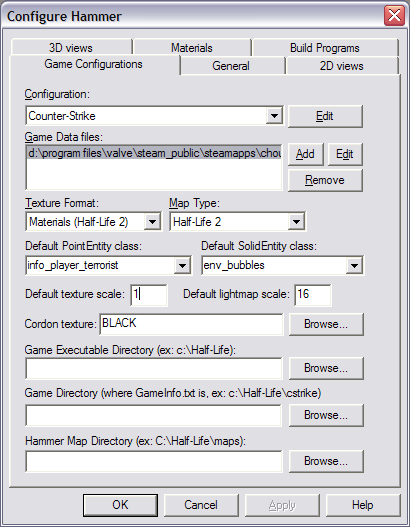 Configure Hammer
3D views Materials Build Programs
Game Configurations General 2D views
Configuration:
Counter-Strike Edit
Game Data files:
d:\program files\valve\steam_public\steamapps\chou Add Edit
Remove
Texture Format: Map Type:
Materials (Half-Life 2) Half-Life 2
Default PointEntity class: Default SolidEntity class:
info_player_terrorist env_bubbles
Default texture scale: 1 Default lightmap scale: 16
Cordon texture: BLACK Browse...
Game Executable Directory (ex: c:\Half-Life):
Browse...
Game Directory (where GameInfo.txt is, ex: c:\Half-Life\cstrike)
Browse...
Hammer Map Directory (ex: C:\Half-Life\maps):
Browse...
OK Cancel Apply Help